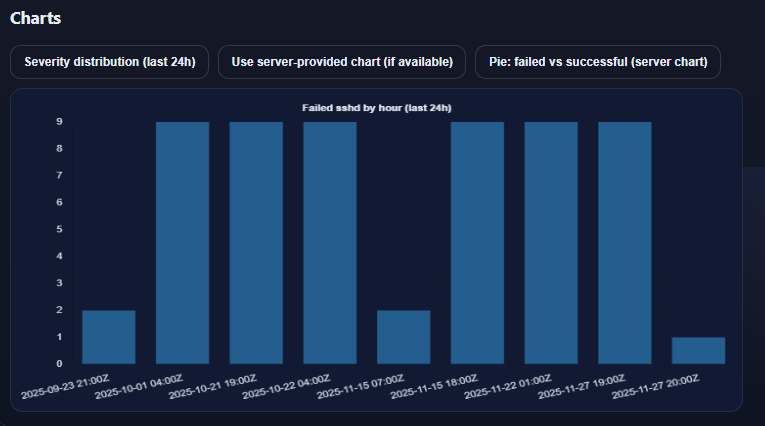 Charts
Severity distribution (last 24h) Use server-provided chart (if available) Pie: failed vs successful (server chart)
Failed sshd by hour (last 24h)
9
8
7
6
5
4
3
2
1
0
2025-09-23 21:00Z 2025-10-01 04:00Z 2025-10-21 19:00Z 2025-10-22 04:00Z 2025-11-15 07:00Z 2025-11-15 18:00Z 2025-11-22 01:00Z 2025-11-27 19:00Z 2025-11-27 20:00Z